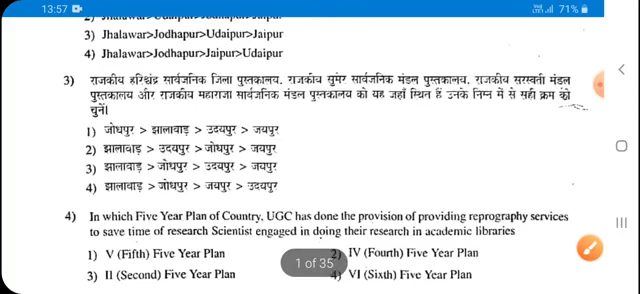 13:57 71%
2) Jhalawar>Udaipur>Jodhapur>Jaipur
3) Jhalawar>Jodhapur>Udaipur>Jaipur
4) Jhalawar>Jodhapur>Jaipur>Udaipur
3) राजकीय हरिश्चंद्र सार्वजनिक जिला पुस्तकालय, राजकीय सुमेर सार्वजनिक मंडल पुस्तकालय, राजकीय सरस्वती मंडल
पुस्तकालय और राजकीय महाराजा सार्वजनिक मंडल पुस्तकालय को यह जहाँ स्थित हैं उनके निम्न में से सही क्रम को
चुनें।
1) जोधपुर > झालावाड़ > उदयपुर > जयपुर
2) झालावाड़ > उदयपुर > जोधपुर > जयपुर
3) झालावाड़ > जोधपुर > उदयपुर > जयपुर
4) झालावाड़ > जोधपुर > जयपुर > उदयपुर
4) In which Five Year Plan of Country, UGC has done the provision of providing reprography services
to save time of research Scientist engaged in doing their research in academic libraries
1) V (Fifth) Five Year Plan 2) IV (Fourth) Five Year Plan
3) II (Second) Five Year Plan 4) VI (Sixth) Five Year Plan
1 of 35